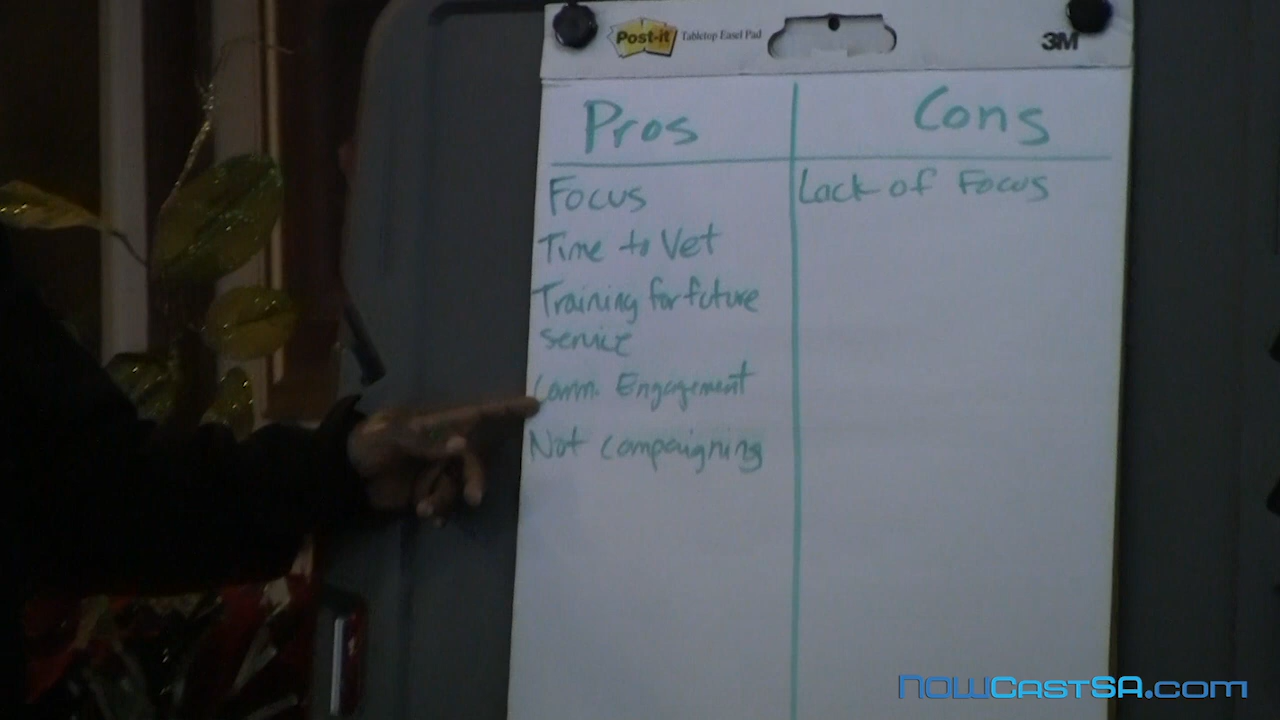 Post-it Tabletop Easel Pad
3M
Pros
Cons
Focus
Lack of Focus
Time to Vet
Training for future
service
Comm. Engagement
Not compaigning
NOWCASTSA.COM